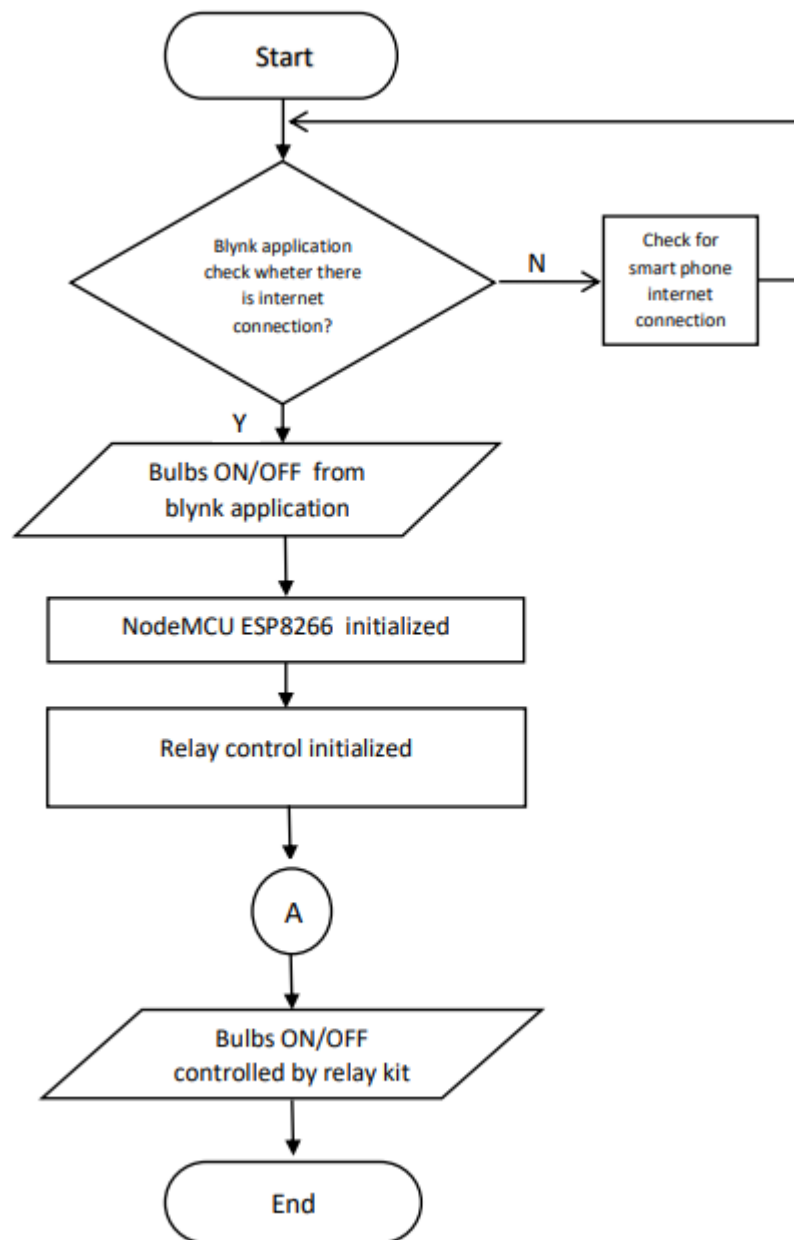 Start
Blynk application
check wheter there
is internet
connection?
N
Check for
smart phone
internet
connection
Y
Bulbs ON/OFF from
blynk application
NodeMCU ESP8266 initialized
Relay control initialized
A
Bulbs ON/OFF
controlled by relay kit
End